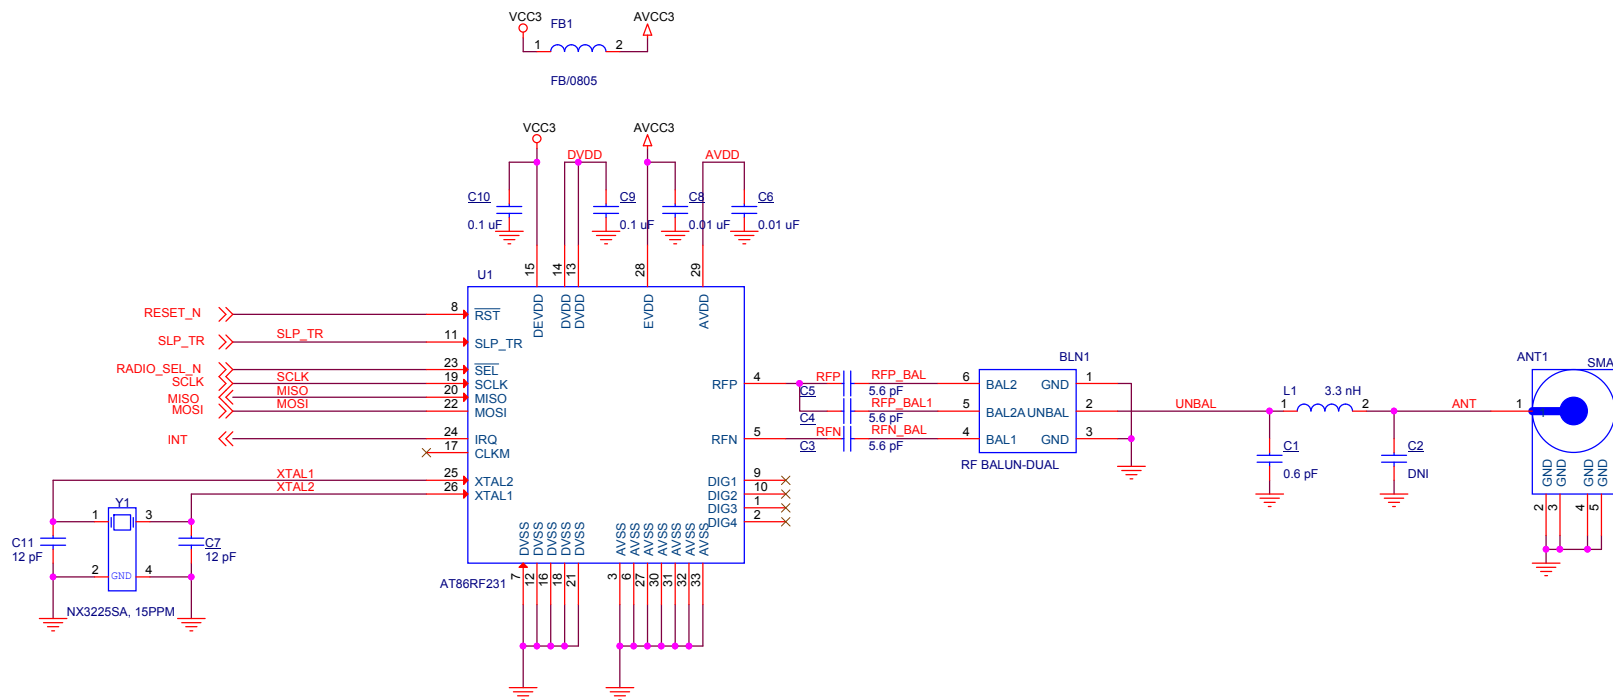 VCC3 FB1 AVCC3
1 2
FB/0805
VCC3 AVCC3
DVDD AVDD
C10 C9 C8 C6
0.1 uF 0.1 uF 0.01 uF 0.01 uF
15 14 13 28 29
U1
DEVDD DVDD DVDD EVDD AVDD
RESET_N 8 RST
SLP_TR SLP_TR 11 SLP_TR
RADIO_SEL_N 23 SEL
SCLK SCLK 19 SCLK
MISO MISO 20 MISO
MOSI MOSI 22 MOSI
INT 24 IRQ
17 CLKM
XTAL1 25 XTAL2
XTAL2 26 XTAL1
RFP 4 RFP RFP_BAL 6 BAL2
C5 5.6 pF
RFP_BAL1 5 BAL2A
C4 5.6 pF
RFN 5 RFN RFN_BAL 4 BAL1
C3 5.6 pF
BLN1
GND 1
UNBAL 2
GND 3
RF BALUN-DUAL
UNBAL
L1 3.3 nH
1 2
ANT
C1
0.6 pF
C2
DNI
ANT1 SMA
1
GND GND GND GND
2 3 4 5
DIG1 9
DIG2 10
DIG3 1
DIG4 2
Y1
1 3
C11
12 pF
C7
12 pF
2 GND 4
NX3225SA, 15PPM
DVSS DVSS DVSS DVSS DVSS AVSS AVSS AVSS AVSS AVSS AVSS AVSS
AT86RF231
7 12 16 18 21 3 6 27 30 31 32 33